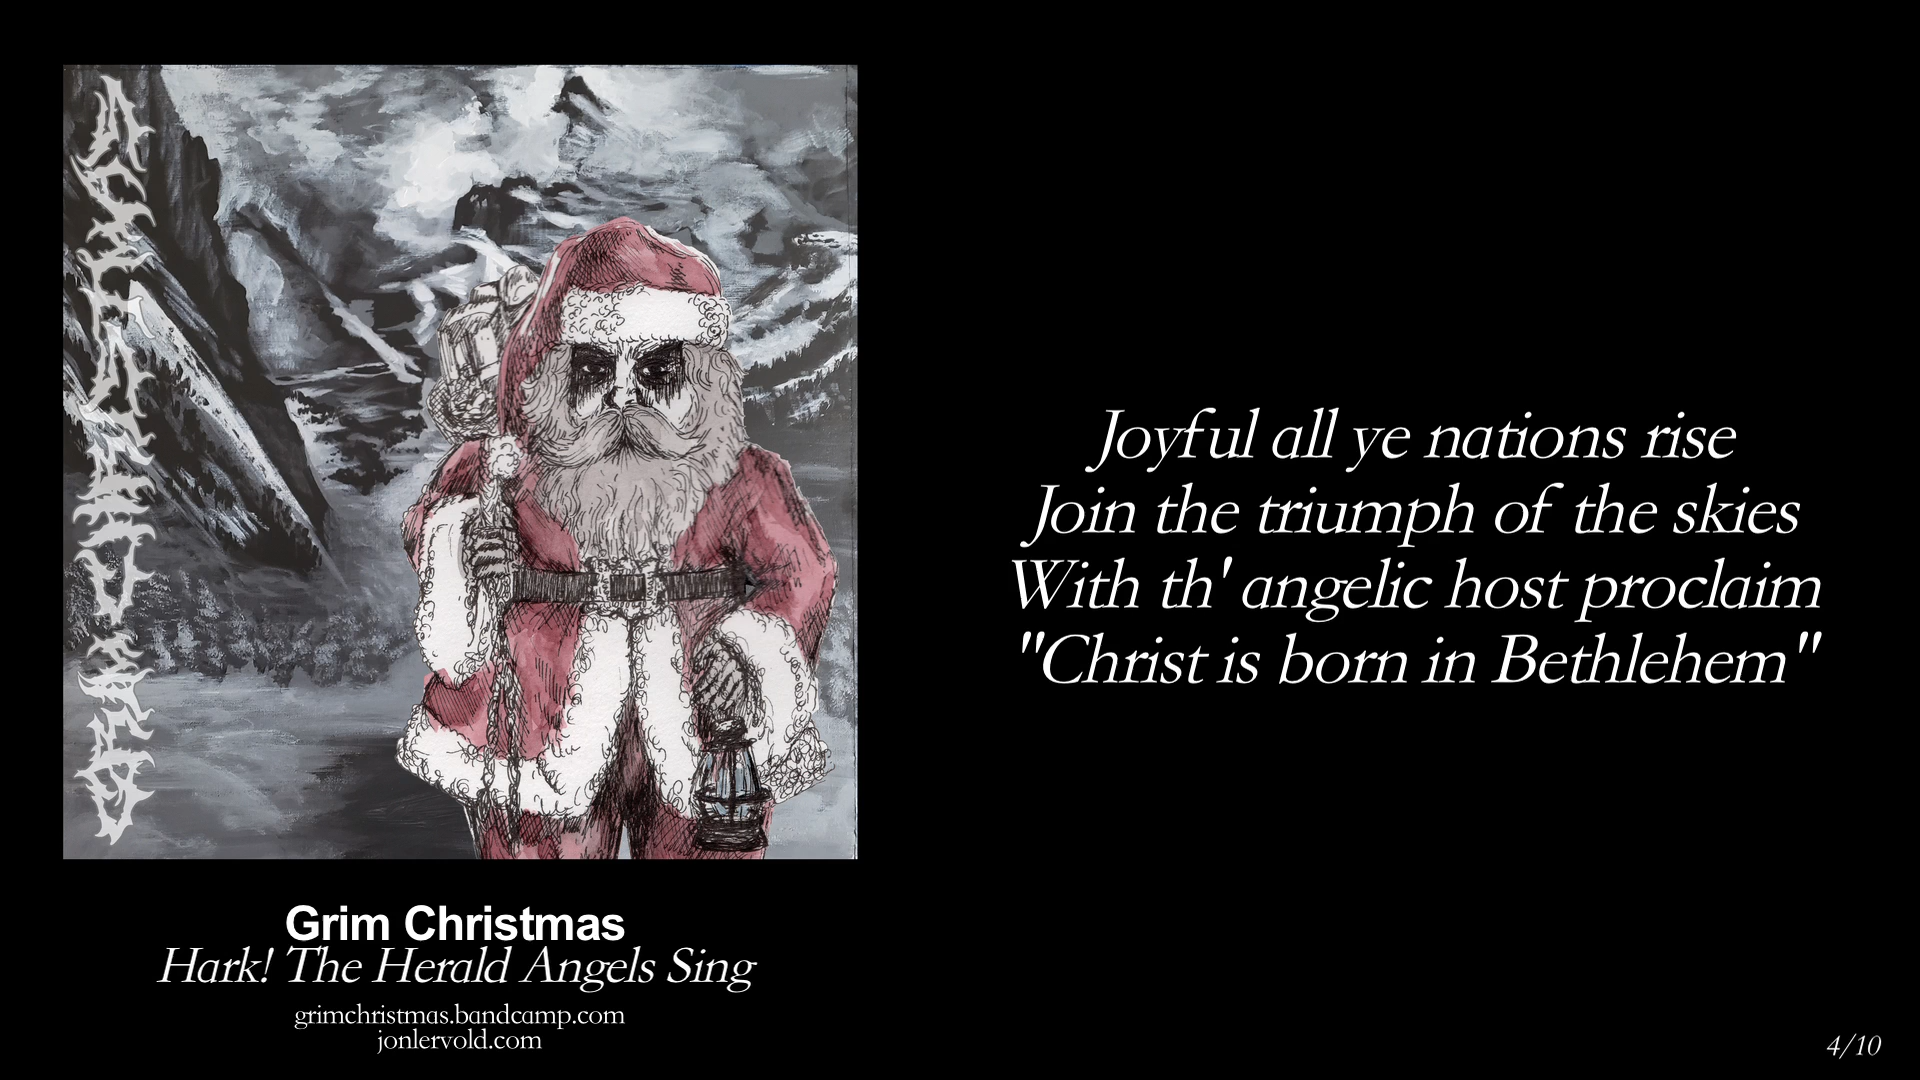 Joyful all ye nations rise
Join the triumph of the skies
With th' angelic host proclaim
"Christ is born in Bethlehem"
Grim Christmas
Hark! The Herald Angels Sing
grimchristmas.bandcamp.com
jonlervold.com
4/10